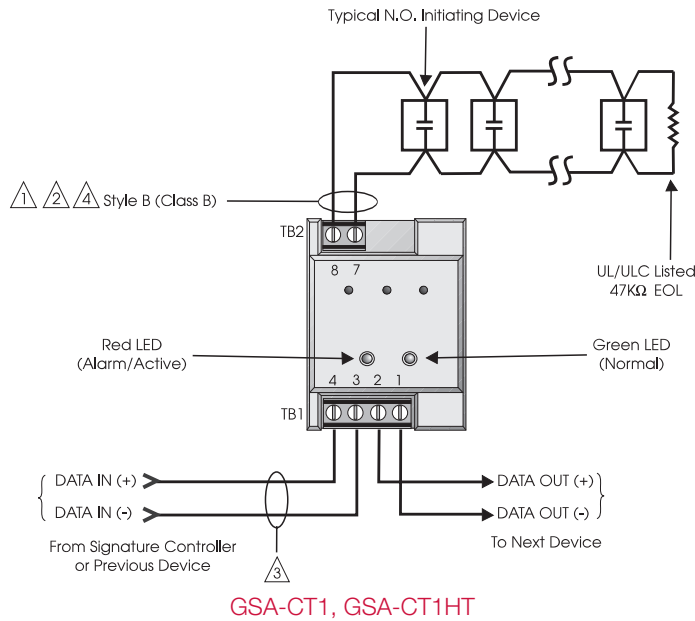 Typical N.O. Initiating Device
1 2 4 Style B (Class B)
TB2
8 7
UL/ULC Listed
47KΩ EOL
Red LED
(Alarm/Active)
Green LED
(Normal)
4 3 2 1
TB1
DATA IN (+)
DATA OUT (+)
DATA IN (-)
DATA OUT (-)
From Signature Controller
or Previous Device
To Next Device
3
GSA-CT1, GSA-CT1HT